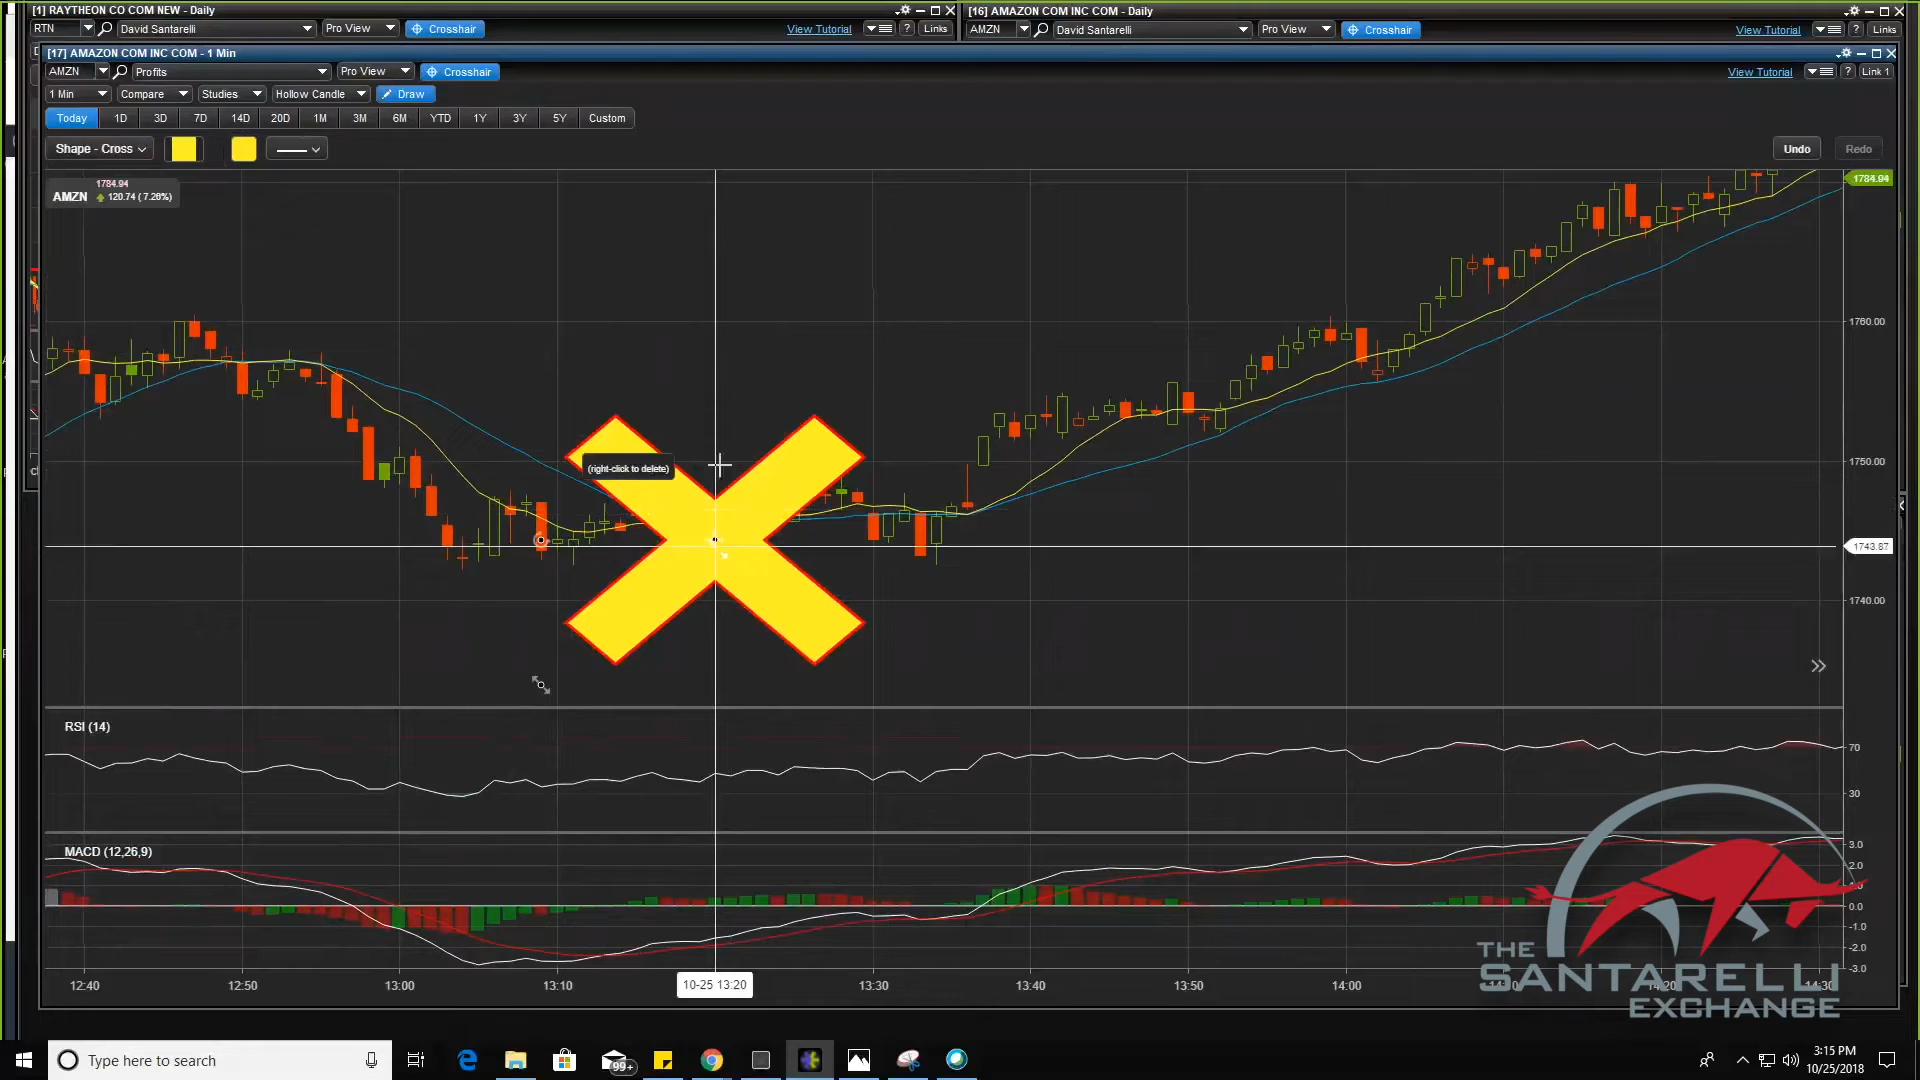 [1] RAYTHEON CO COM NEW - Daily
[16] AMAZON COM INC COM - Daily
RTN David Santarelli Pro View Crosshair View Tutorial ? Links
AMZN David Santarelli Pro View Crosshair View Tutorial ? Links
[17] AMAZON COM INC COM - 1 Min
AMZN Profits Pro View Crosshair View Tutorial ? Link 1
1 Min Compare Studies Hollow Candle Draw
Today 1D 3D 7D 14D 20D 1M 3M 6M YTD 1Y 3Y 5Y Custom
Shape - Cross Undo Redo
1784.94
AMZN 120.74 (7.26%)
1784.94
1760.00
1750.00
(right-click to delete)
1743.87
1740.00
RSI (14)
70
30
MACD (12,26,9)
3.0
2.0
0.0
-1.0
-2.0
-3.0
12:40 12:50 13:00 13:10 10-25 13:20 13:30 13:40 13:50 14:00
THE
SANTARELLI
EXCHANGE
Type here to search
99+
3:15 PM
10/25/2018